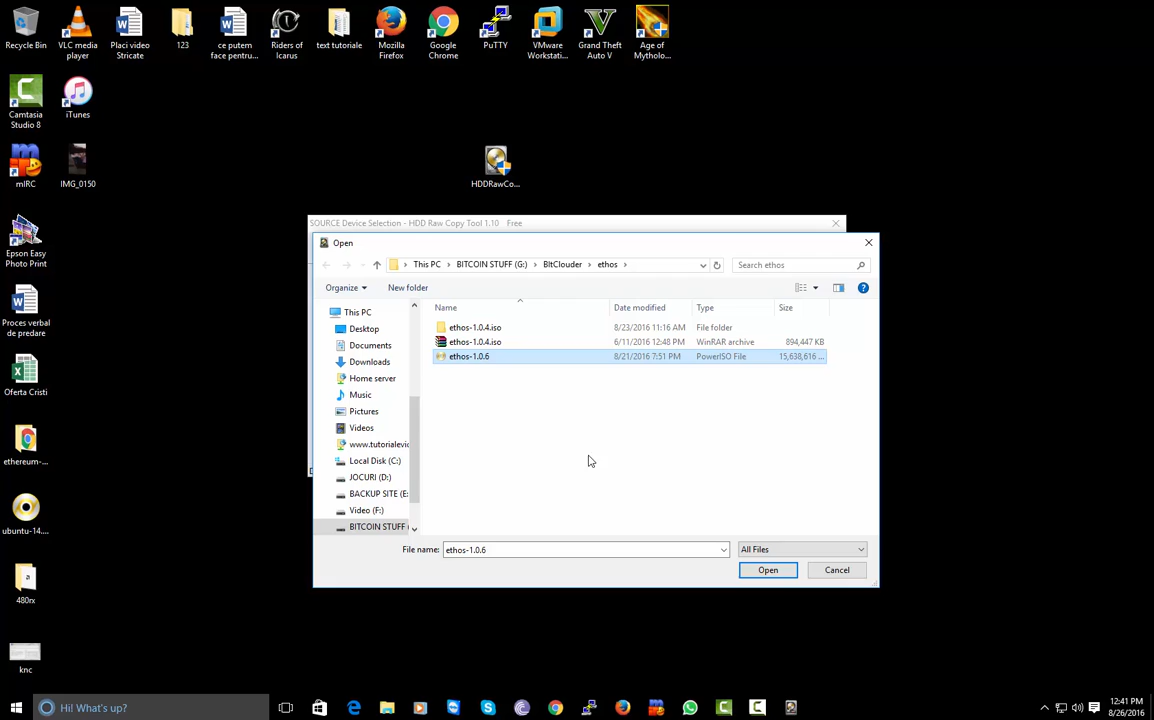 Recycle Bin
VLC media
player
Placi video
Stricate
123
ce putem
face pentru...
Riders of
Icarus
text tutoriale
Mozilla
Firefox
Google
Chrome
PuTTY
VMware
Workstati...
Grand Theft
Auto V
Age of
Mytholo...
Camtasia
Studio 8
iTunes
mIRC
IMG_0150
HDDRawCo...
Epson Easy
Photo Print
Proces verbal
de predare
Oferta Cristi
ethereum-...
ubuntu-14....
480rx
knc
SOURCE Device Selection - HDD Raw Copy Tool 1.10 Free
Open
This PC
BITCOIN STUFF (G:)
BItClouder
ethos
Search ethos
Organize
New folder
This PC
Desktop
Documents
Downloads
Home server
Music
Pictures
Videos
www.tutorialevi
Local Disk (C:)
JOCURI (D:)
BACKUP SITE (E:
Video (F:)
BITCOIN STUFF (
Name
Date modified
Type
Size
ethos-1.0.4.iso 8/23/2016 11:16 AM File folder
ethos-1.0.4.iso 6/11/2016 12:48 PM WinRAR archive 894,447 KB
ethos-1.0.6 8/21/2016 7:51 PM PowerISO File 15,638,616 ...
File name: ethos-1.0.6
All Files
Open
Cancel
Hi! What's up?
12:41 PM
8/26/2016